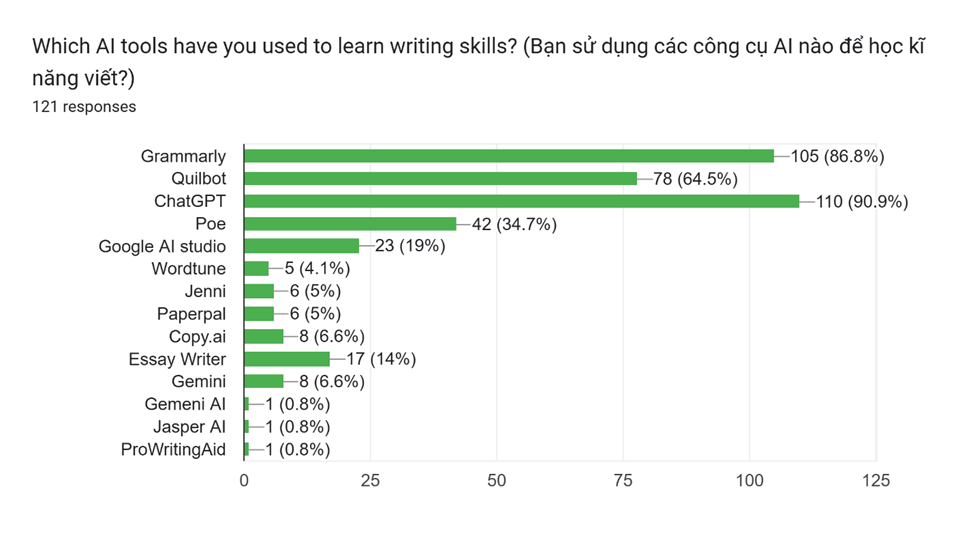 Which AI tools have you used to learn writing skills? (Bạn sử dụng các công cụ AI nào để học kĩ
năng viết?)
121 responses
Grammarly 105 (86.8%)
Quilbot 78 (64.5%)
ChatGPT 110 (90.9%)
Poe 42 (34.7%)
Google AI studio 23 (19%)
Wordtune 5 (4.1%)
Jenni 6 (5%)
Paperpal 6 (5%)
Copy.ai 8 (6.6%)
Essay Writer 17 (14%)
Gemini 8 (6.6%)
Gemeni AI 1 (0.8%)
Jasper AI 1 (0.8%)
ProWritingAid 1 (0.8%)
0 25 50 75 100 125